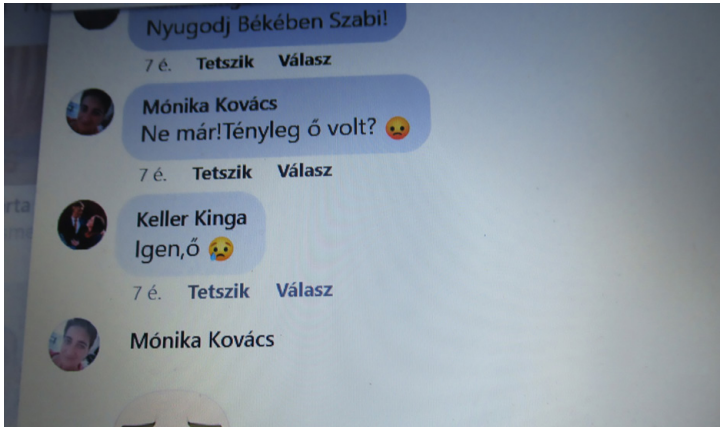 Nyugodj Békében Szabi!
7 é. Tetszik Válasz
Mónika Kovács
Ne már!Tényleg ő volt? 😡
7 é. Tetszik Válasz
Keller Kinga
Igen,ő 😢
7 é. Tetszik Válasz
Mónika Kovács